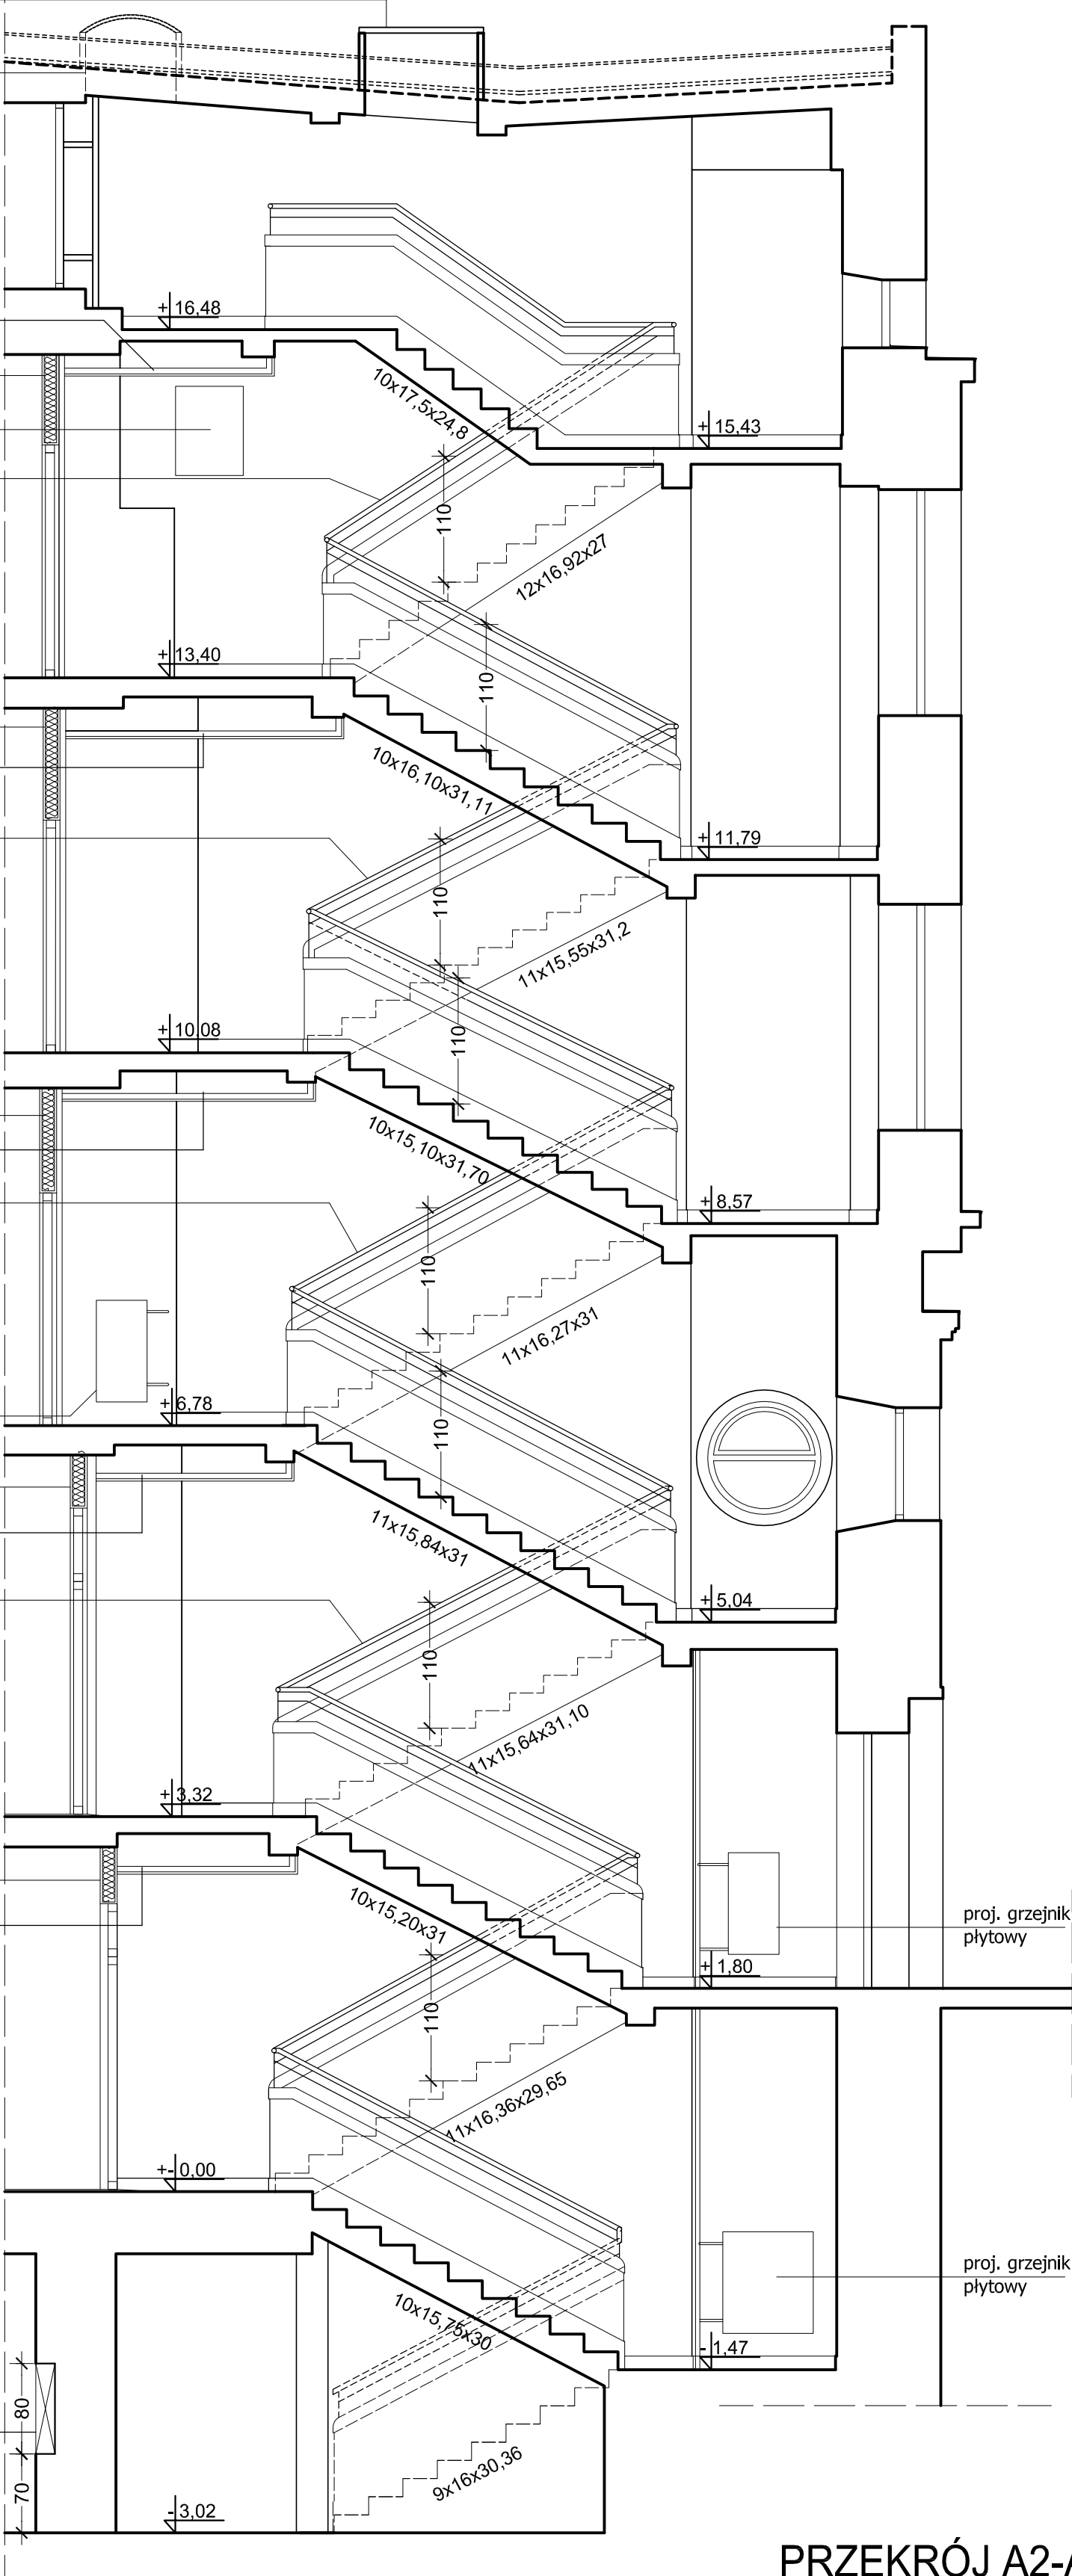 + 16,48
10x17,5x24,8
+ 15,43
110
12x16,92x27
+ 13,40
110
10x16,10x31,11
+ 11,79
110
11x15,55x31,2
+ 10,08
110
10x15,10x31,70
+ 8,57
110
11x16,27x31
+ 6,78
110
11x15,84x31
+ 5,04
110
11x15,64x31,10
+ 3,32
10x15,20x31
proj. grzejnik
płytowy
+ 1,80
110
11x16,36x29,65
+- 0,00
proj. grzejnik
płytowy
10x15,75x30
- 1,47
80
9x16x30,36
70
- 3,02
PRZEKRÓJ A2-A